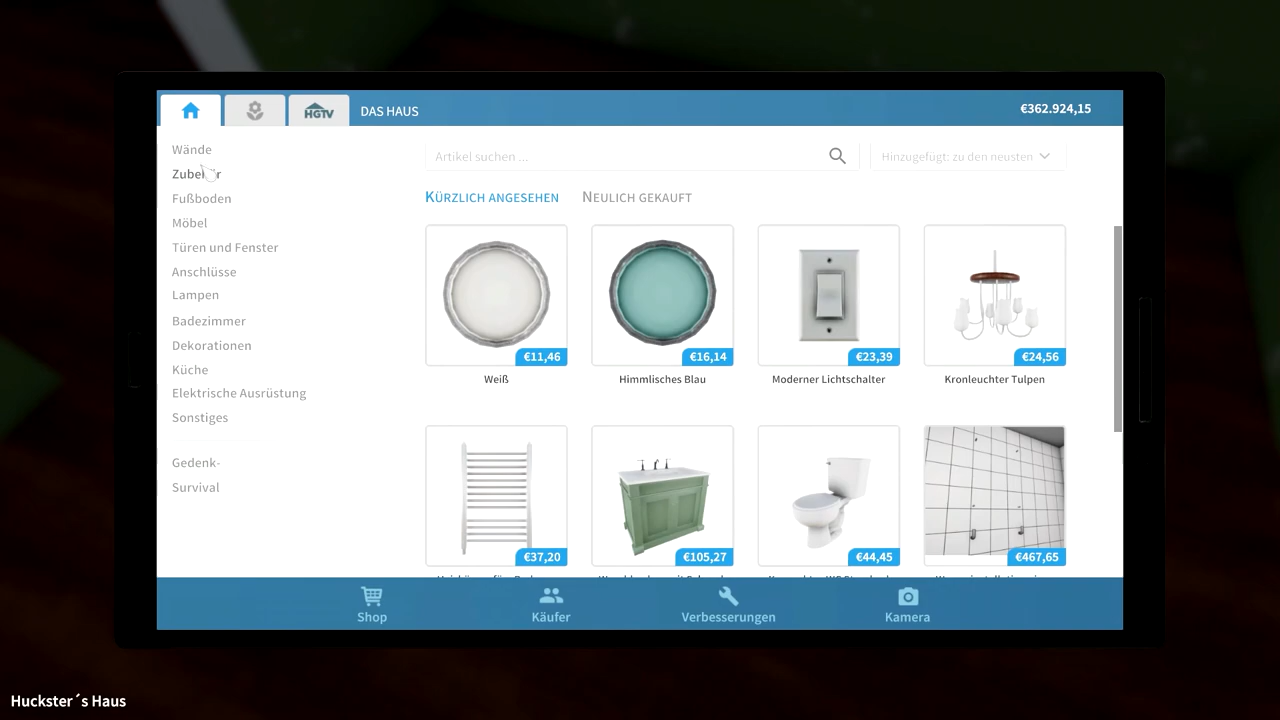 HGTV DAS HAUS €362.924,15
Wände
Zubehör
Fußboden
Möbel
Türen und Fenster
Anschlüsse
Lampen
Badezimmer
Dekorationen
Küche
Elektrische Ausrüstung
Sonstiges
Gedenk-
Survival
Artikel suchen ...
Hinzugefügt: zu den neusten
KÜRZLICH ANGESEHEN NEULICH GEKAUFT
€11,46 €16,14 €23,39 €24,56
Weiß Himmlisches Blau Moderner Lichtschalter Kronleuchter Tulpen
€37,20 €105,27 €44,45 €467,65
Shop Käufer Verbesserungen Kamera
Huckster´s Haus